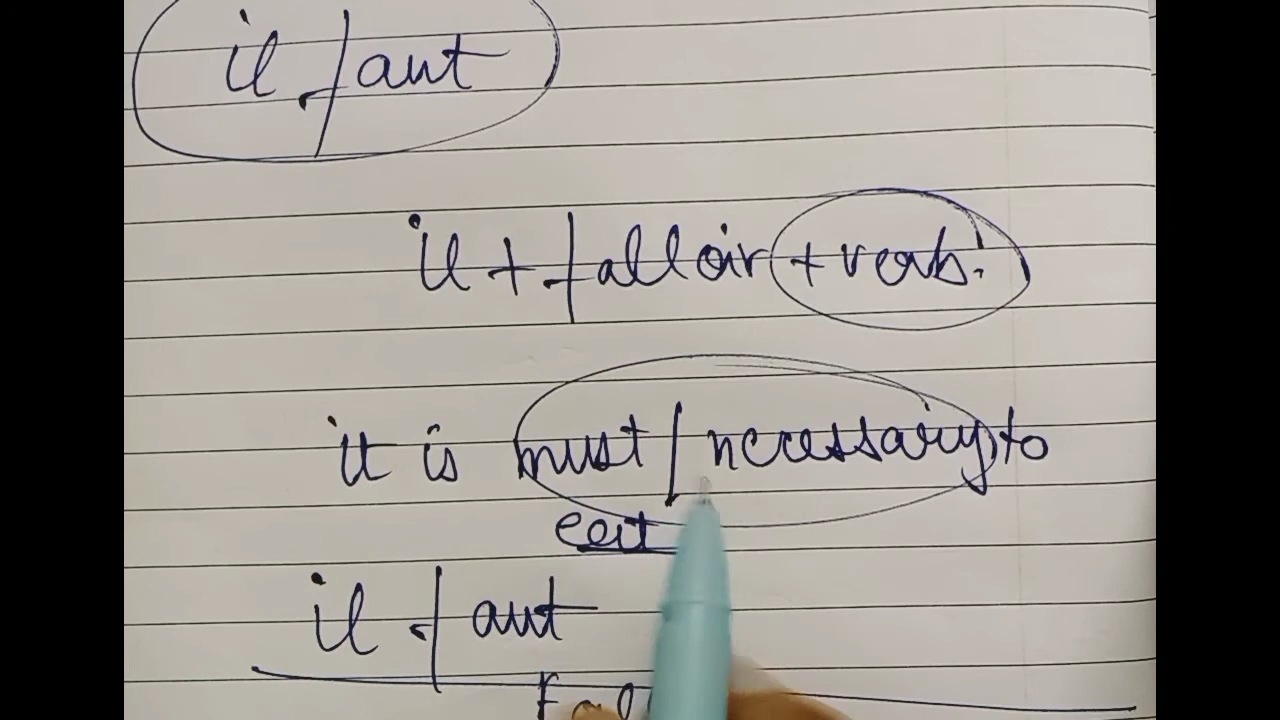 il faut
il + falloir + verb.
it is must / necessary to
eat
il faut